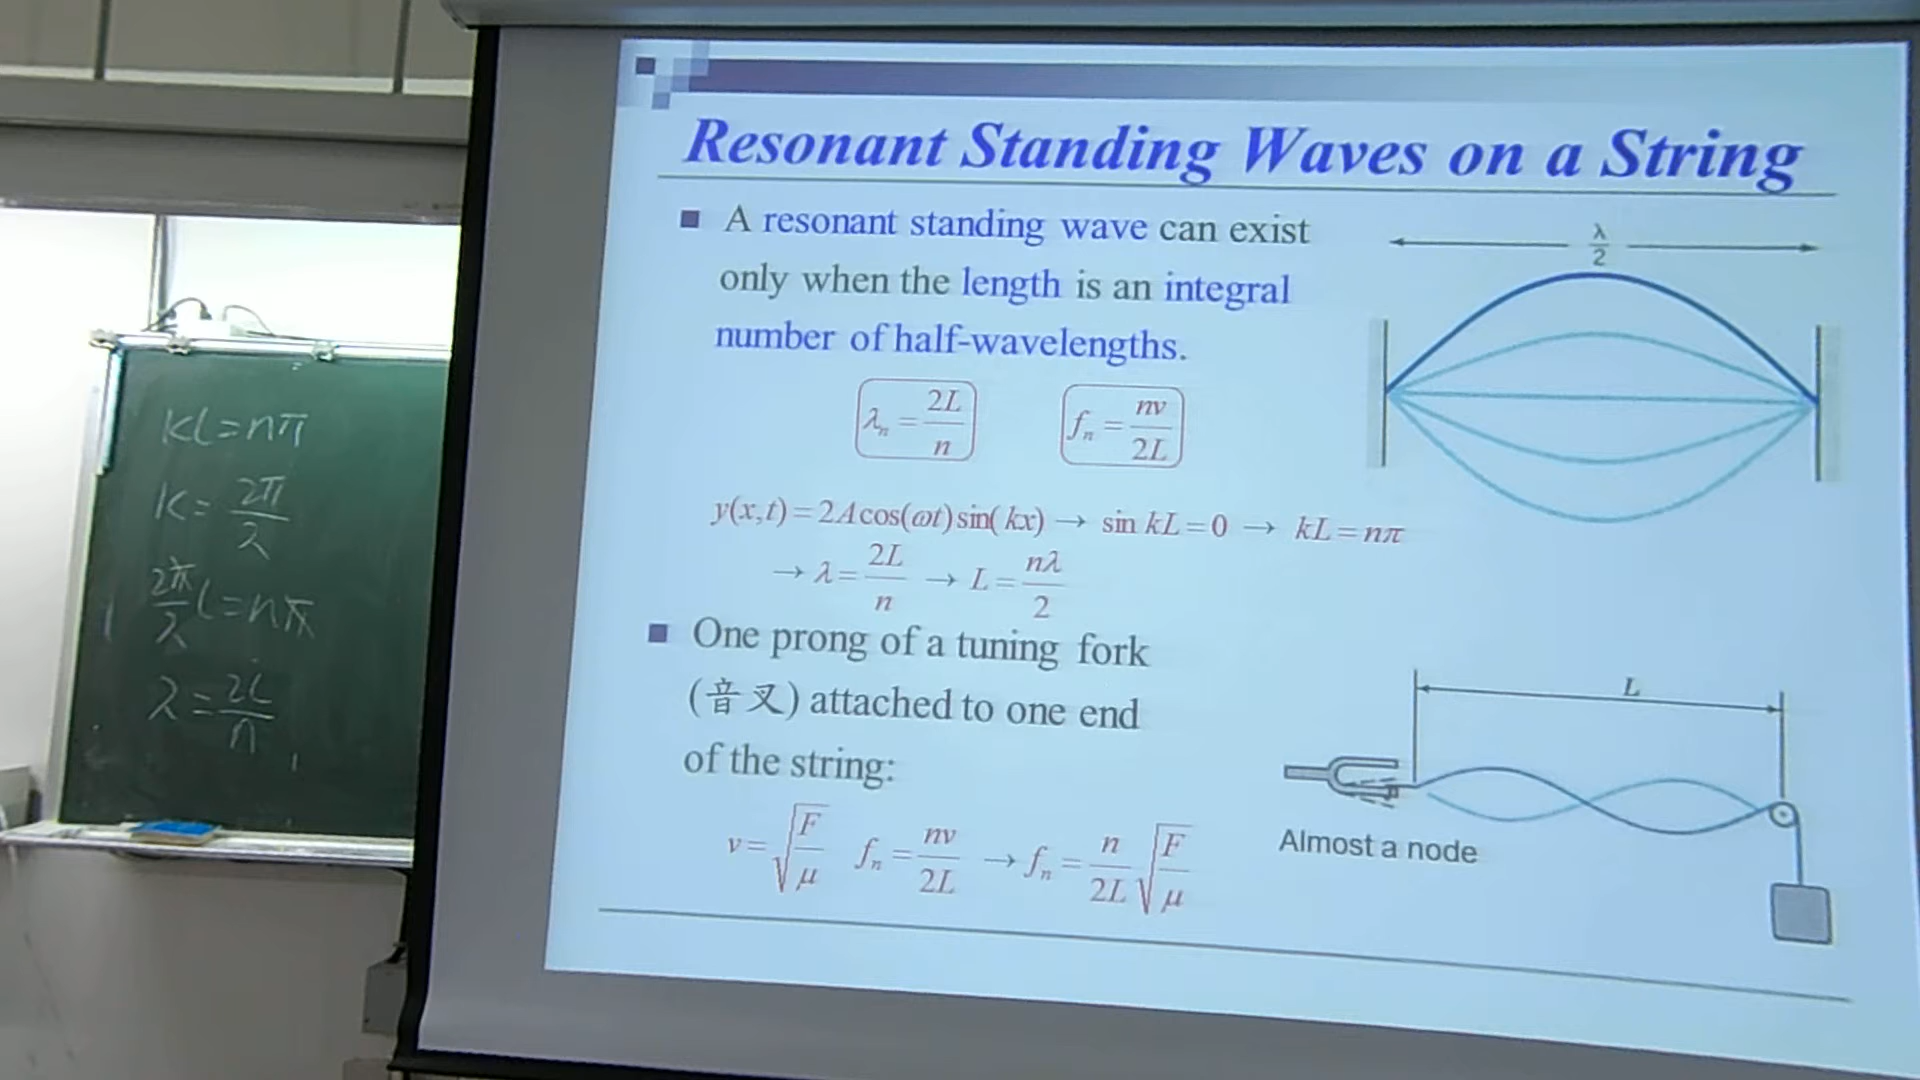 Resonant Standing Waves on a String
A resonant standing wave can exist
only when the length is an integral
number of half-wavelengths.
λₙ = 2L/n    fₙ = nv/2L
y(x,t) = 2A cos(ωt) sin(kx) → sin kL = 0 → kL = nπ
→ λ = 2L/n → L = nλ/2
One prong of a tuning fork
(音叉) attached to one end
of the string:
v = √(F/μ)  fₙ = nv/2L → fₙ = n/2L √(F/μ)
λ/2
L
Almost a node
kL=nπ
k=2π/λ
2π/λ L=nπ
λ=2L/n